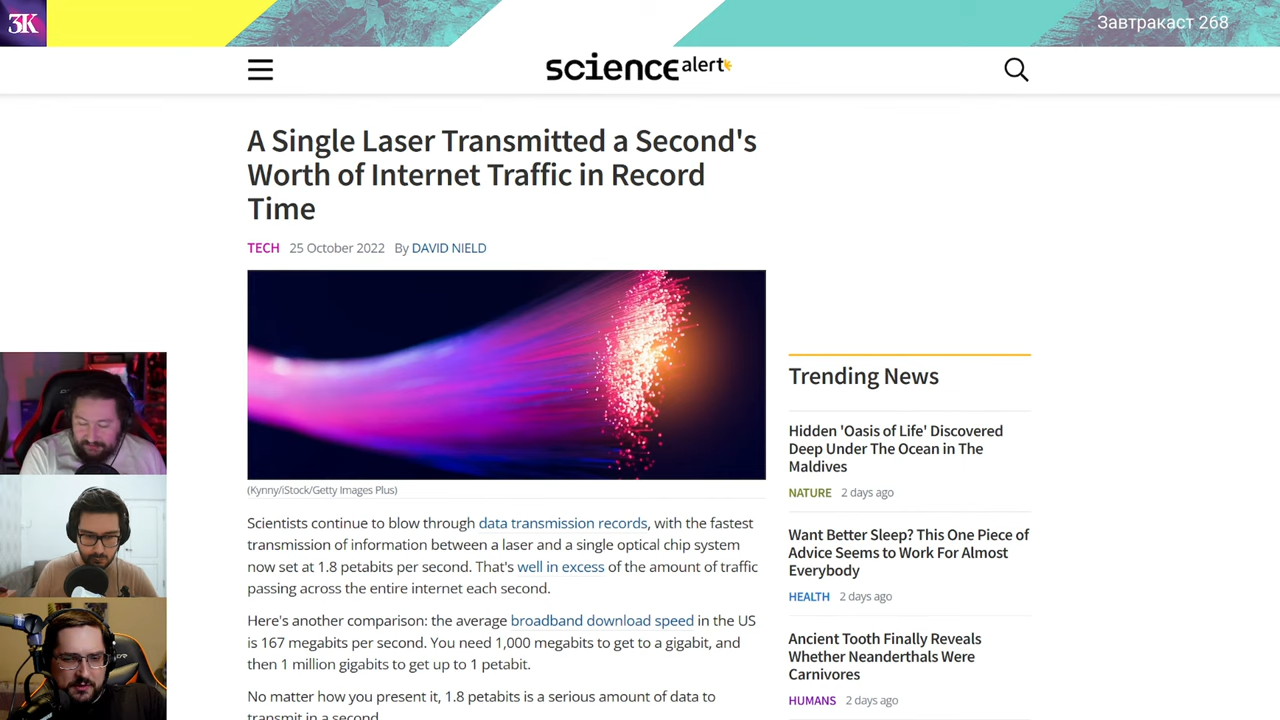 3K
Завтракаст 268
science alert
A Single Laser Transmitted a Second's
Worth of Internet Traffic in Record
Time
TECH 25 October 2022 By DAVID NIELD
(Kynny/iStock/Getty Images Plus)
Scientists continue to blow through data transmission records, with the fastest
transmission of information between a laser and a single optical chip system
now set at 1.8 petabits per second. That's well in excess of the amount of traffic
passing across the entire internet each second.
Here's another comparison: the average broadband download speed in the US
is 167 megabits per second. You need 1,000 megabits to get to a gigabit, and
then 1 million gigabits to get up to 1 petabit.
No matter how you present it, 1.8 petabits is a serious amount of data to
transmit in a second.
Trending News
Hidden 'Oasis of Life' Discovered
Deep Under The Ocean in The
Maldives
NATURE 2 days ago
Want Better Sleep? This One Piece of
Advice Seems to Work For Almost
Everybody
HEALTH 2 days ago
Ancient Tooth Finally Reveals
Whether Neanderthals Were
Carnivores
HUMANS 2 days ago